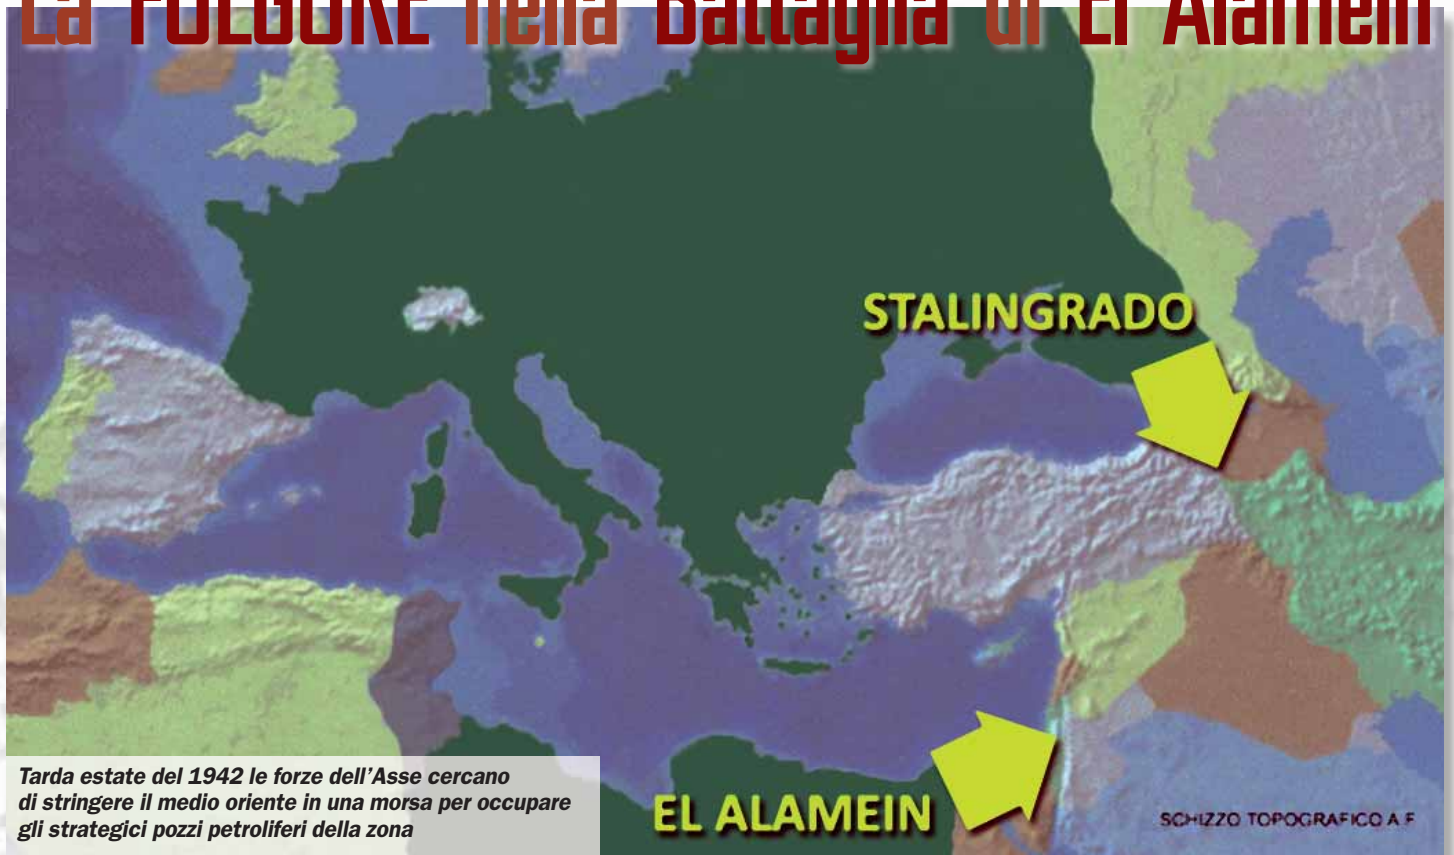 La FOLGORE nella Battaglia di El Alamein
STALINGRADO
EL ALAMEIN
Tarda estate del 1942 le forze dell'Asse cercano
di stringere il medio oriente in una morsa per occupare
gli strategici pozzi petroliferi della zona
SCHIZZO TOPOGRAFICO A F